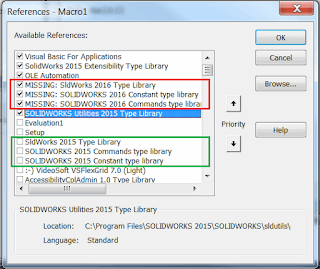 References - Macro1
Available References:
OK
Visual Basic For Applications
SolidWorks 2015 Extensibility Type Library
OLE Automation
Cancel
MISSING: SldWorks 2016 Type Library
MISSING: SOLIDWORKS 2016 Constant type library
MISSING: SOLIDWORKS 2016 Commands type library
Browse...
SOLIDWORKS Utilities 2015 Type Library
Evaluation1
Setup
Priority
Help
SldWorks 2015 Type Library
SOLIDWORKS 2015 Commands type library
SOLIDWORKS 2015 Constant type library
:-) VideoSoft VSFlexGrid 7.0 (Light)
AccessibilityCplAdmin 1.0 Type Library
SOLIDWORKS Utilities 2015 Type Library
Location: C:\Program Files\SOLIDWORKS 2015\SOLIDWORKS\sldutils\
Language: Standard